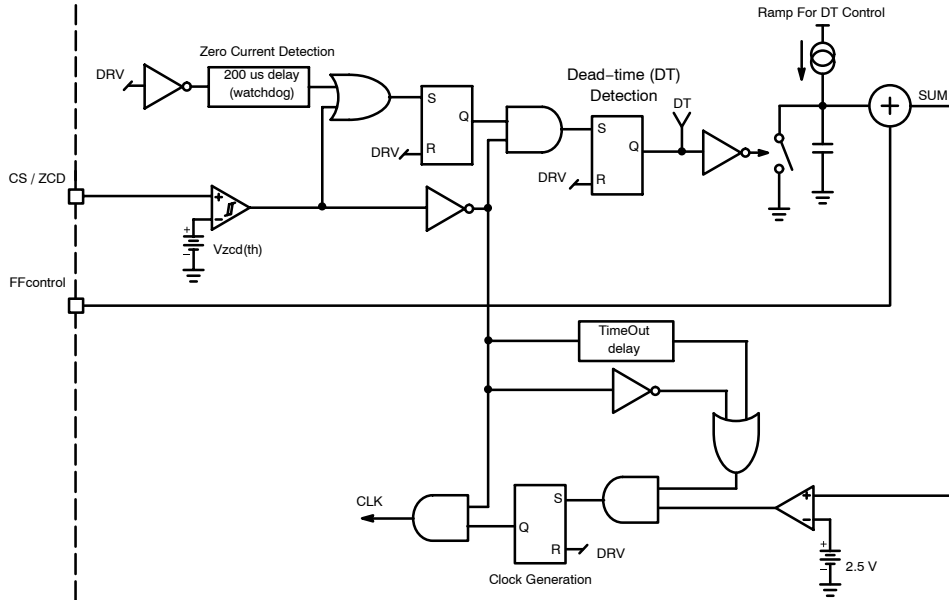 Ramp For DT Control
Zero Current Detection
DRV
200 us delay
(watchdog)
S
Q
R
DRV
Dead−time (DT)
Detection
DT
S
Q
R
DRV
+
SUM
CS / ZCD
+
−
+
−
Vzcd(th)
FFcontrol
TimeOut
delay
CLK
S
Q
R
DRV
Clock Generation
+
−
+
−
2.5 V